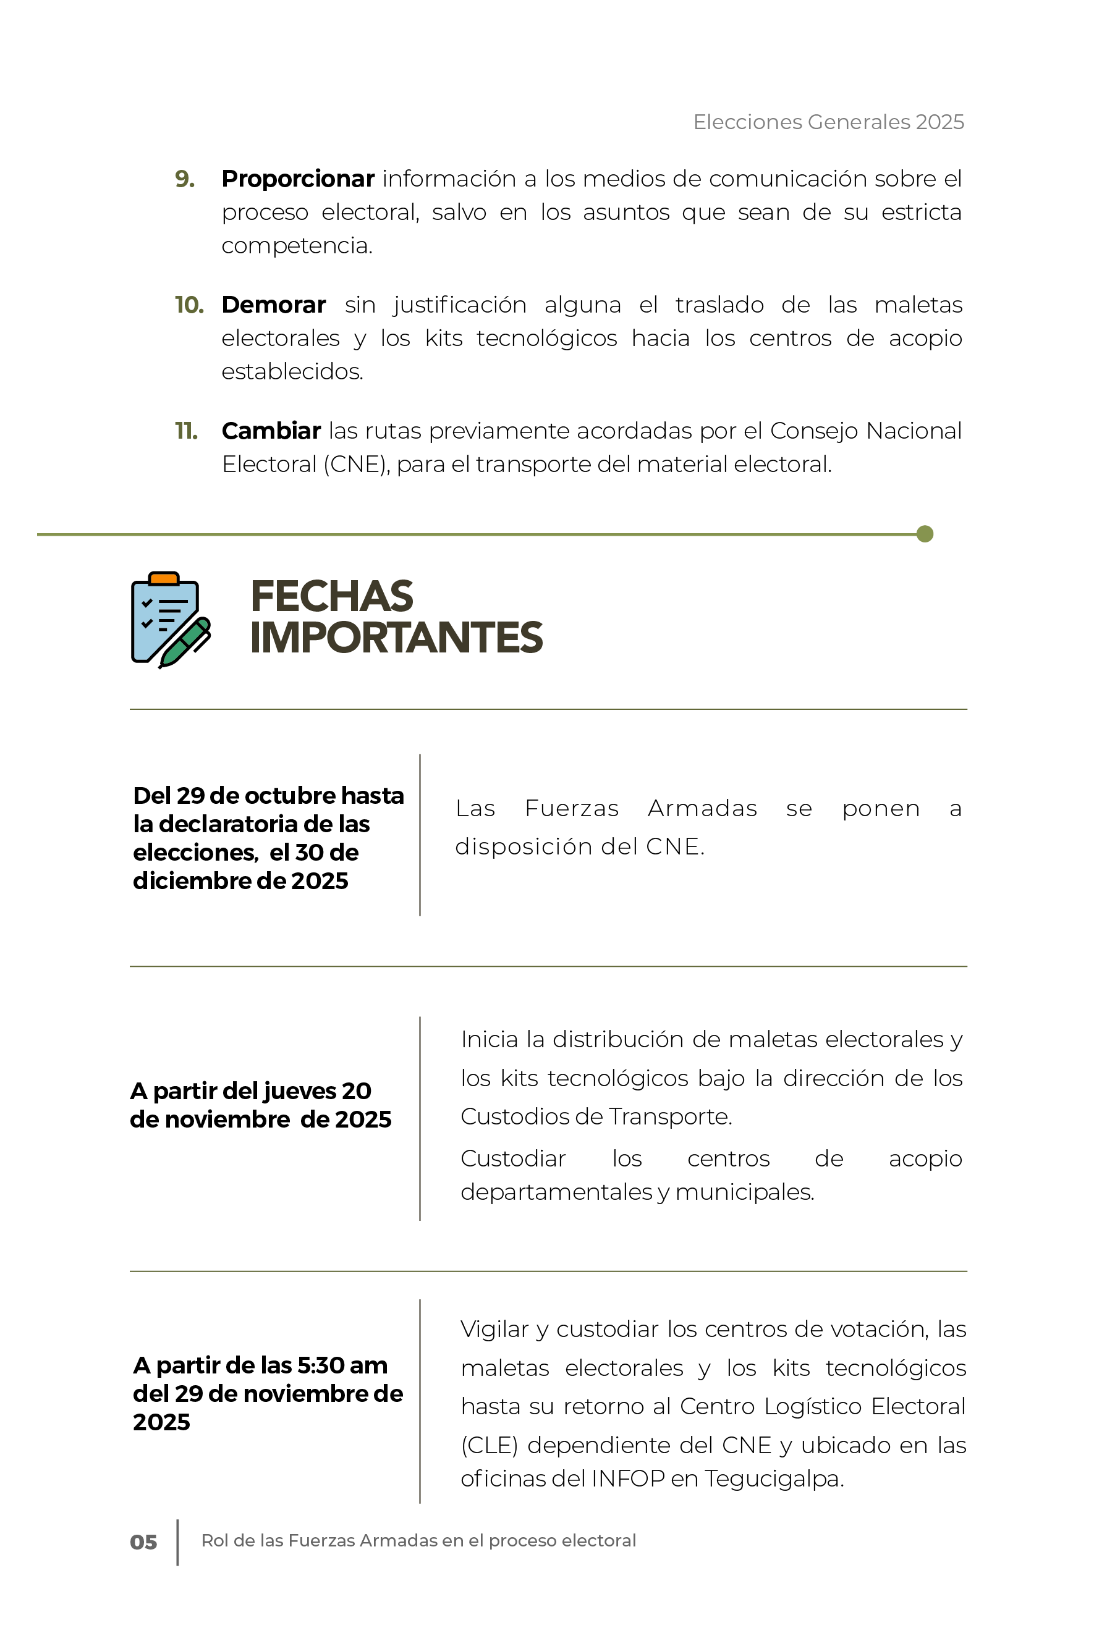 Elecciones Generales 2025
9. Proporcionar información a los medios de comunicación sobre el
proceso electoral, salvo en los asuntos que sean de su estricta
competencia.
10. Demorar sin justificación alguna el traslado de las maletas
electorales y los kits tecnológicos hacia los centros de acopio
establecidos.
11. Cambiar las rutas previamente acordadas por el Consejo Nacional
Electoral (CNE), para el transporte del material electoral.
FECHAS
IMPORTANTES
Del 29 de octubre hasta
la declaratoria de las
elecciones, el 30 de
diciembre de 2025
Las Fuerzas Armadas se ponen a
disposición del CNE.
A partir del jueves 20
de noviembre de 2025
Inicia la distribución de maletas electorales y
los kits tecnológicos bajo la dirección de los
Custodios de Transporte.
Custodiar los centros de acopio
departamentales y municipales.
A partir de las 5:30 am
del 29 de noviembre de
2025
Vigilar y custodiar los centros de votación, las
maletas electorales y los kits tecnológicos
hasta su retorno al Centro Logístico Electoral
(CLE) dependiente del CNE y ubicado en las
oficinas del INFOP en Tegucigalpa.
05 Rol de las Fuerzas Armadas en el proceso electoral